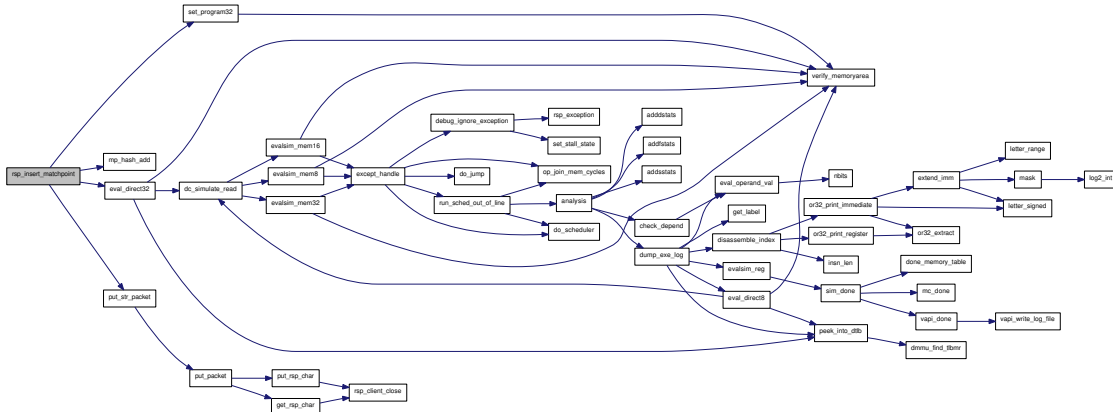 set_program32
verify_memoryarea
rsp_insert_matchpoint
mp_hash_add
eval_direct32
dc_simulate_read
evalsim_mem16
evalsim_mem8
evalsim_mem32
except_handle
debug_ignore_exception
do_jump
run_sched_out_of_line
rsp_exception
set_stall_state
op_join_mem_cycles
analysis
do_scheduler
adddstats
addfstats
addsstats
check_depend
dump_exe_log
eval_operand_val
get_label
disassemble_index
evalsim_reg
eval_direct8
nbits
or32_print_immediate
or32_print_register
insn_len
sim_done
peek_into_dtlb
extend_imm
or32_extract
done_memory_table
mc_done
vapi_done
dmmu_find_tlbmr
letter_range
mask
letter_signed
vapi_write_log_file
log2_int
put_str_packet
put_packet
put_rsp_char
get_rsp_char
rsp_client_close